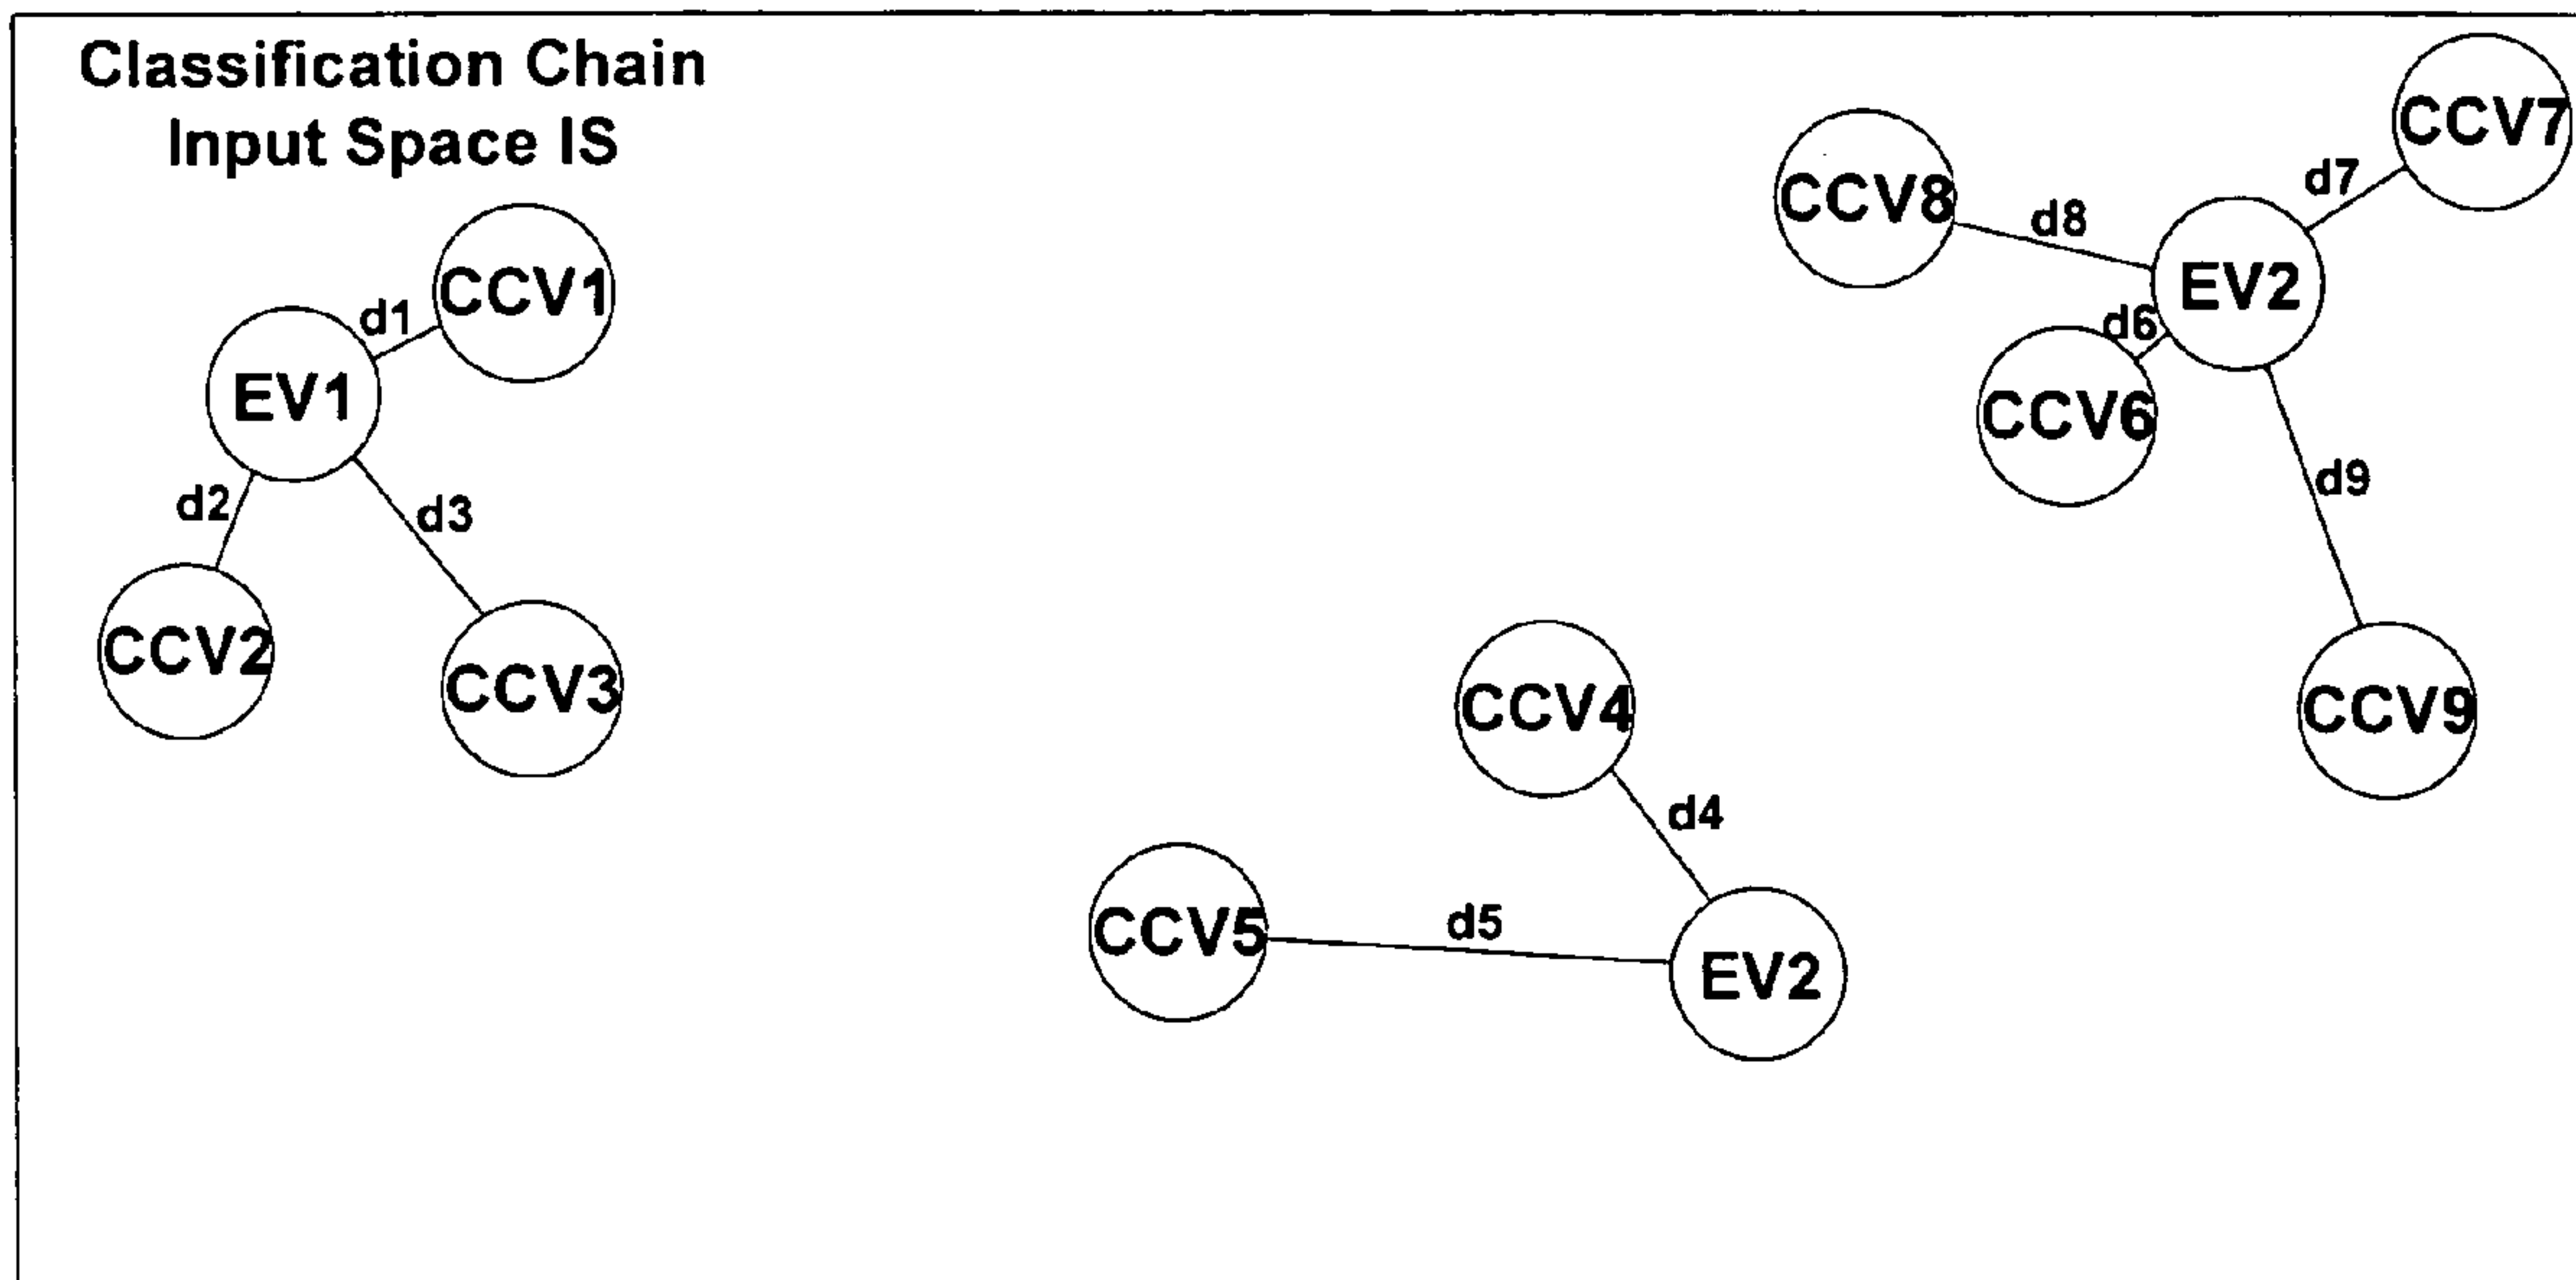 Classification Chain
Input Space IS
CCV1
d1
EV1
d2
d3
CCV2
CCV3
CCV7
d7
CCV8
d8
EV2
d6
CCV6
d9
CCV9
CCV4
d4
CCV5
d5
EV2